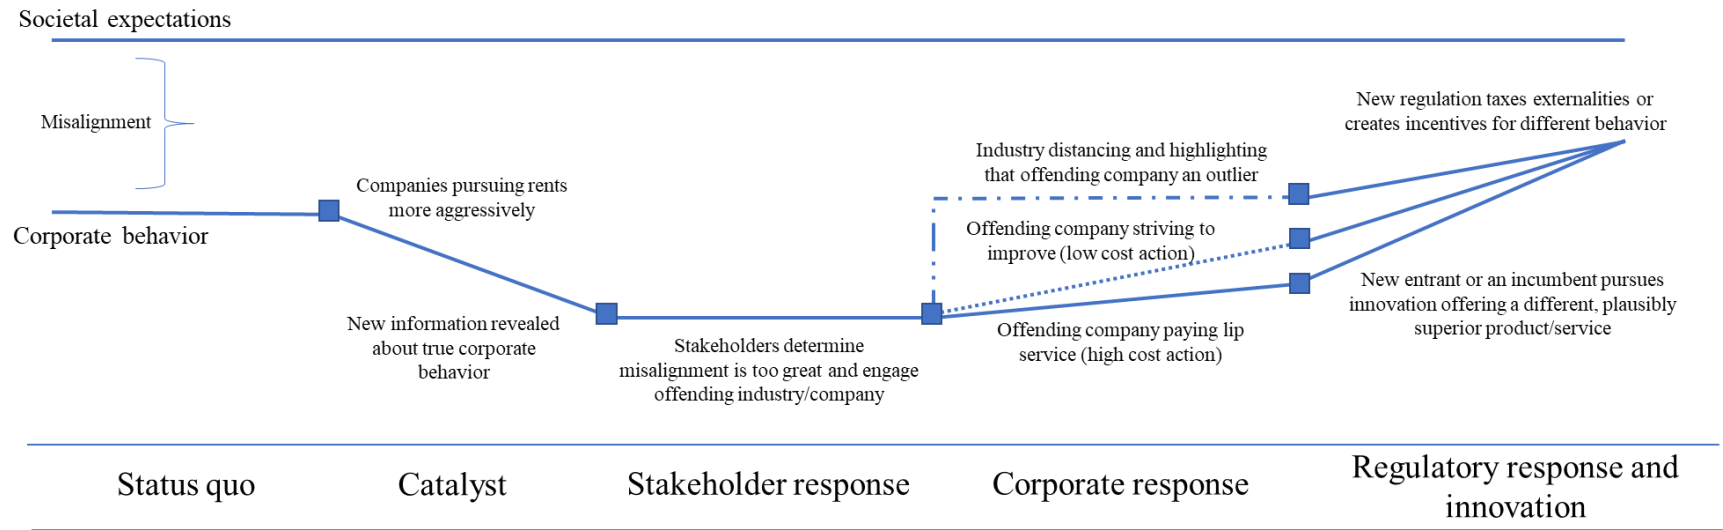 Societal expectations
Misalignment
Corporate behavior
Companies pursuing rents
more aggressively
New information revealed
about true corporate
behavior
Stakeholders determine
misalignment is too great and engage
offending industry/company
Industry distancing and highlighting
that offending company an outlier
Offending company striving to
improve (low cost action)
Offending company paying lip
service (high cost action)
New regulation taxes externalities or
creates incentives for different behavior
New entrant or an incumbent pursues
innovation offering a different, plausibly
superior product/service
Status quo
Catalyst
Stakeholder response
Corporate response
Regulatory response and
innovation